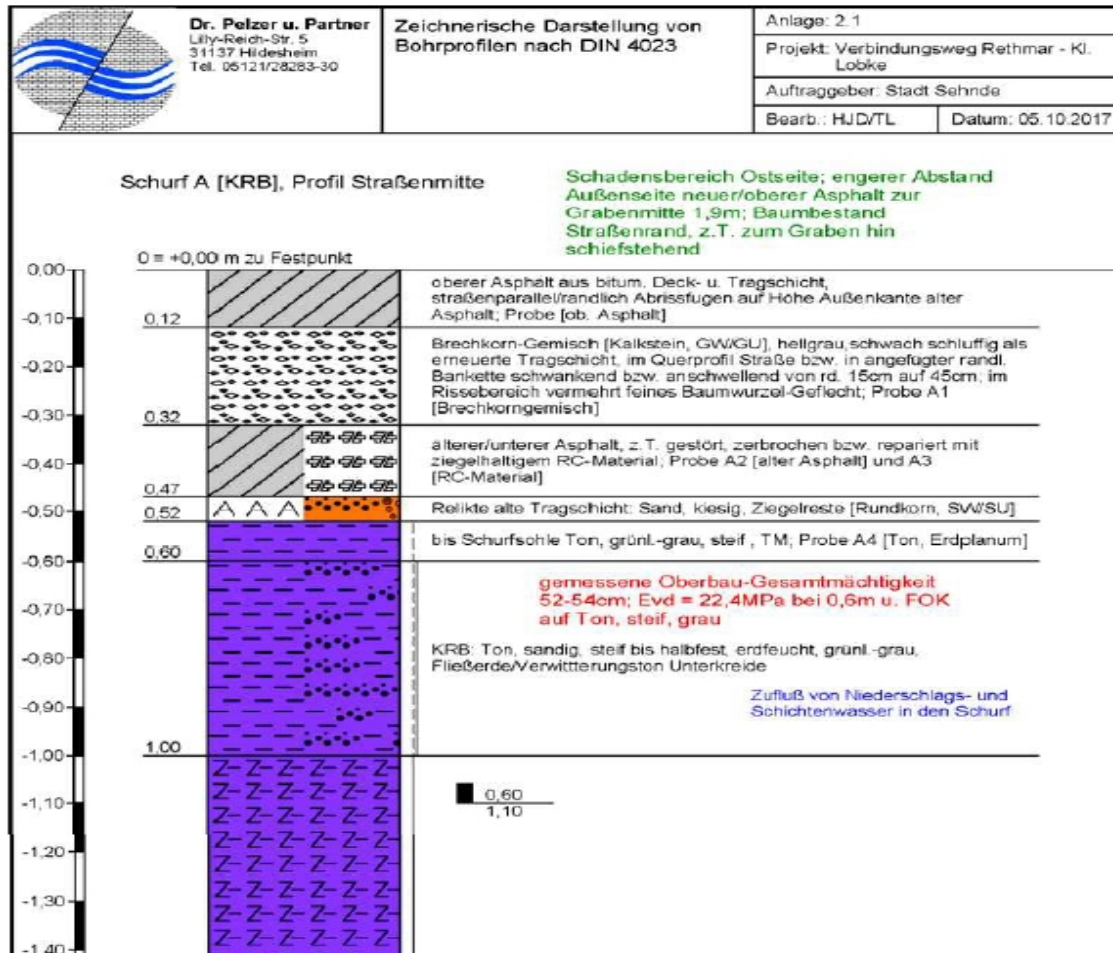 Dr. Pelzer u. Partner
Lilly-Reich-Str. 5
31137 Hildesheim
Tel. 05121/28283-30
Zeichnerische Darstellung von
Bohrprofilen nach DIN 4023
Anlage: 2.1
Projekt: Verbindungsweg Rethmar - Kl.
Lobke
Auftraggeber: Stadt Sehnde
Bearb.: HJD/TL
Datum: 05.10.2017
Schurf A [KRB], Profil Straßenmitte
Schadensbereich Ostseite; engerer Abstand
Außenseite neuer/oberer Asphalt zur
Grabenmitte 1,9m; Baumbestand
Straßenrand, z.T. zum Graben hin
schiefstehend
0 = +0,00 m zu Festpunkt
0,00
-0,10
-0,20
-0,30
-0,40
-0,50
-0,60
-0,70
-0,80
-0,90
-1,00
-1,10
-1,20
-1,30
-1,40
0,12
oberer Asphalt aus bitum. Deck- u. Tragschicht,
straßenparallel/randlich Abrissfugen auf Höhe Außenkante alter
Asphalt; Probe [ob. Asphalt]
0,32
Brechkorn-Gemisch [Kalkstein, GW/GU], hellgrau,schwach schluffig als
erneuerte Tragschicht, im Querprofil Straße bzw. in angefügter randl.
Bankette schwankend bzw. anschwellend von rd. 15cm auf 45cm; im
Rissebereich vermehrt feines Baumwurzel-Geflecht; Probe A1
[Brechkorngemisch]
0,47
älterer/unterer Asphalt, z.T. gestört, zerbrochen bzw. repariert mit
ziegelhaltigem RC-Material; Probe A2 [alter Asphalt] und A3
[RC-Material]
0,52
Relikte alte Tragschicht: Sand, kiesig, Ziegelreste [Rundkorn, SW/SU]
0,60
bis Schurfsohle Ton, grünl.-grau, steif , TM; Probe A4 [Ton, Erdplanum]
gemessene Oberbau-Gesamtmächtigkeit
52-54cm; Evd = 22,4MPa bei 0,6m u. FOK
auf Ton, steif, grau
KRB: Ton, sandig, steif bis halbfest, erdfeucht, grünl.-grau,
Fließerde/Verwittterungston Unterkreide
Zufluß von Niederschlags- und
Schichtenwasser in den Schurf
1,00
0,60
1,10